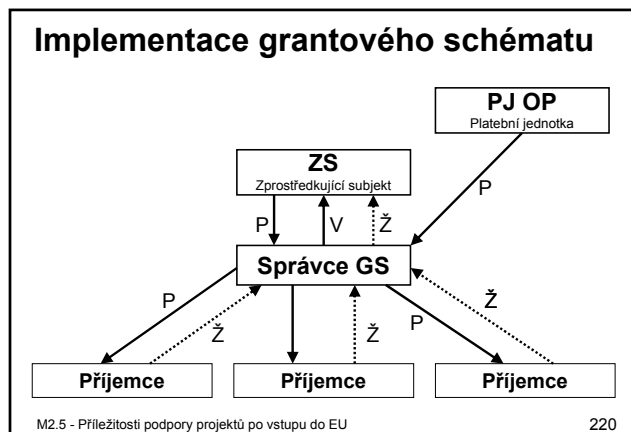 Implementace grantového schématu
PJ OP
Platební jednotka
ZS
Zprostředkující subjekt
P
P
V
Ž
Správce GS
P
Ž
Ž
P
Ž
Příjemce
Příjemce
Příjemce
M2.5 - Příležitosti podpory projektů po vstupu do EU
220